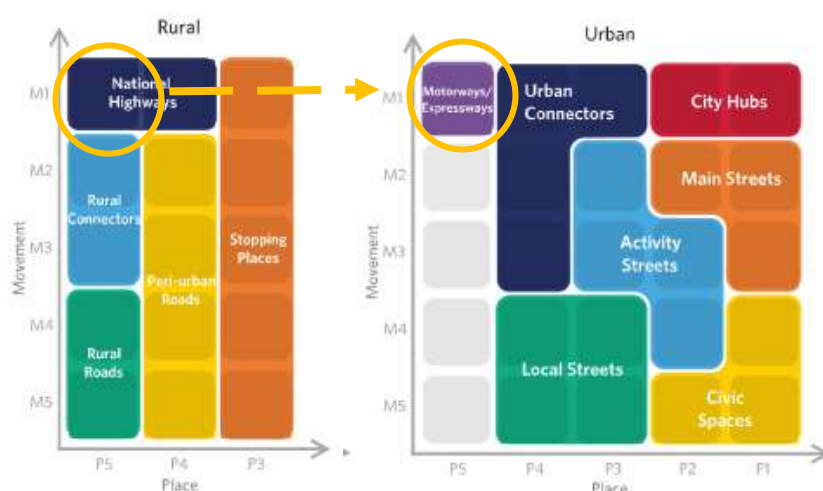 Rural
Movement
M1
M2
M3
M4
M5
National
Highways
Rural
Connectors
Peri-urban
Roads
Stopping
Places
Rural
Roads
P5
P4
P3
Place
Urban
Movement
M1
M2
M3
M4
M5
Motorways/
Expressways
Urban
Connectors
City Hubs
Main Streets
Activity
Streets
Local Streets
Civic
Spaces
P5
P4
P3
P2
P1
Place